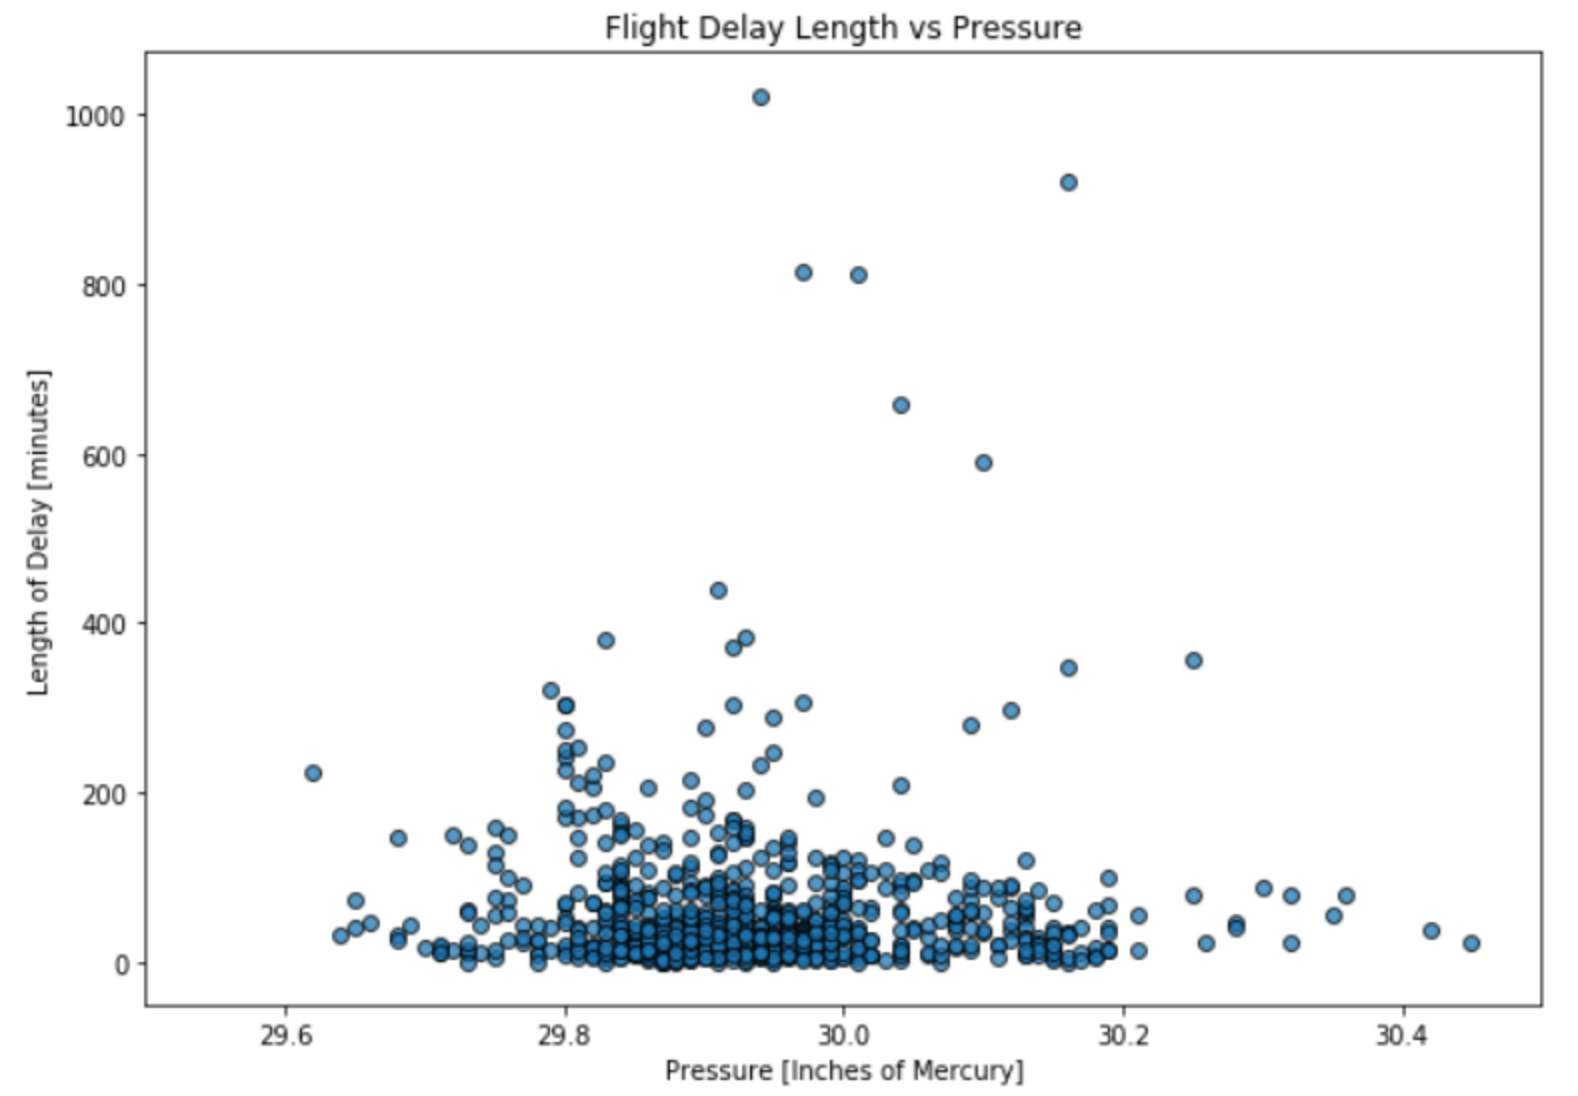 Flight Delay Length vs Pressure
1000
800
600
400
200
0
Length of Delay [minutes]
29.6 29.8 30.0 30.2 30.4
Pressure [Inches of Mercury]